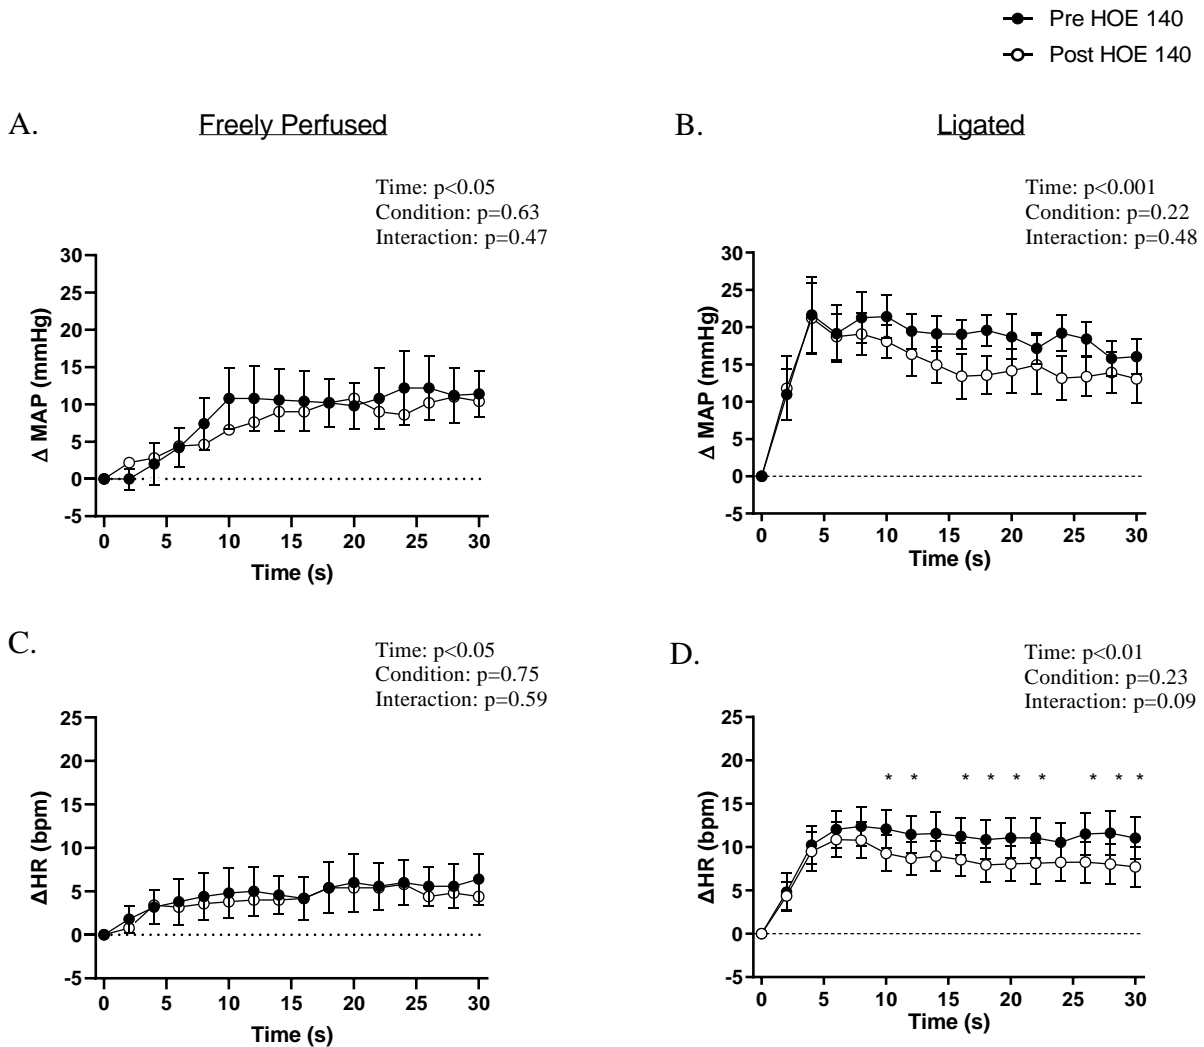 Pre HOE 140
Post HOE 140
A.
Freely Perfused
B.
Ligated
Time: p<0.05
Condition: p=0.63
Interaction: p=0.47
Time: p<0.001
Condition: p=0.22
Interaction: p=0.48
30
25
20
15
10
5
0
-5
Δ MAP (mmHg)
0 5 10 15 20 25 30
Time (s)
30
25
20
15
10
5
0
-5
Δ MAP (mmHg)
0 5 10 15 20 25 30
Time (s)
C.
Time: p<0.05
Condition: p=0.75
Interaction: p=0.59
D.
Time: p<0.01
Condition: p=0.23
Interaction: p=0.09
25
20
15
10
5
0
-5
ΔHR (bpm)
0 5 10 15 20 25 30
Time (s)
25
20
15
10
5
0
-5
ΔHR (bpm)
* * * * * * * * *
0 5 10 15 20 25 30
Time (s)